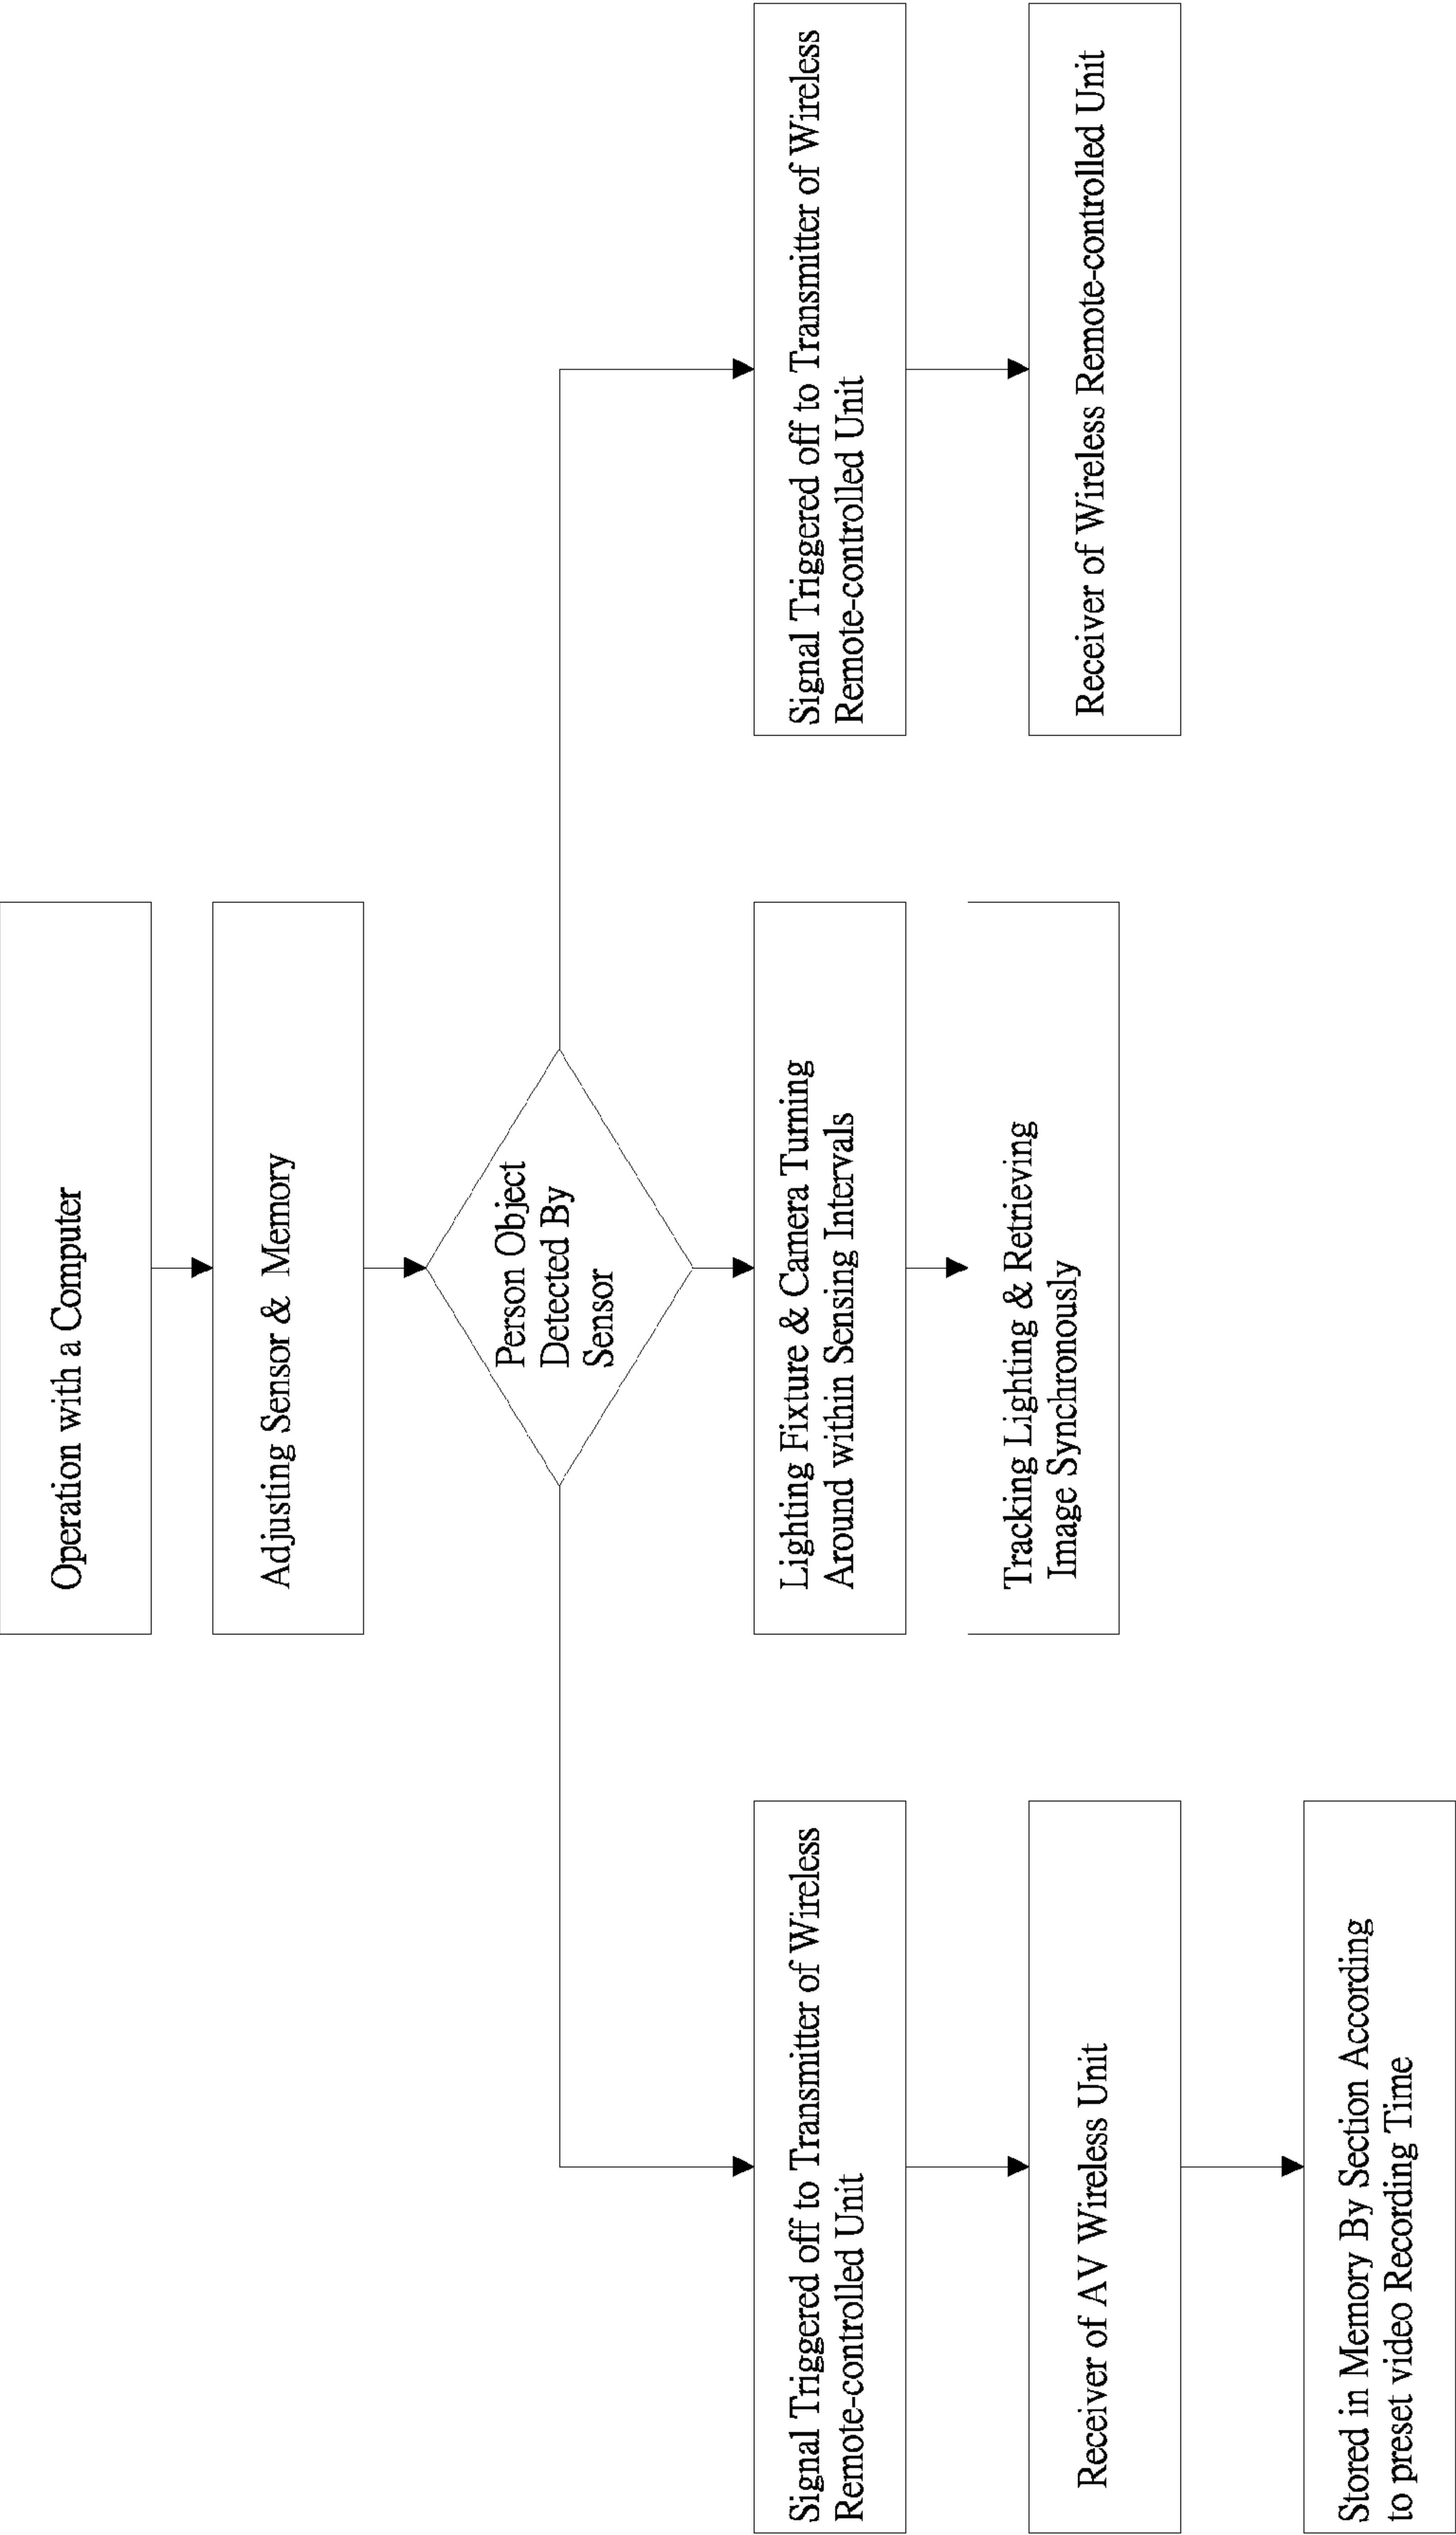 Operation with a Computer
Adjusting Sensor & Memory
Person Object
Detected By
Sensor
Signal Triggered off to Transmitter of Wireless
Remote-controlled Unit
Lighting Fixture & Camera Turning
Around within Sensing Intervals
Signal Triggered off to Transmitter of Wireless
Remote-controlled Unit
Receiver of AV Wireless Unit
Tracking Lighting & Retrieving
Image Synchronously
Receiver of Wireless Remote-controlled Unit
Stored in Memory By Section According
to preset video Recording Time